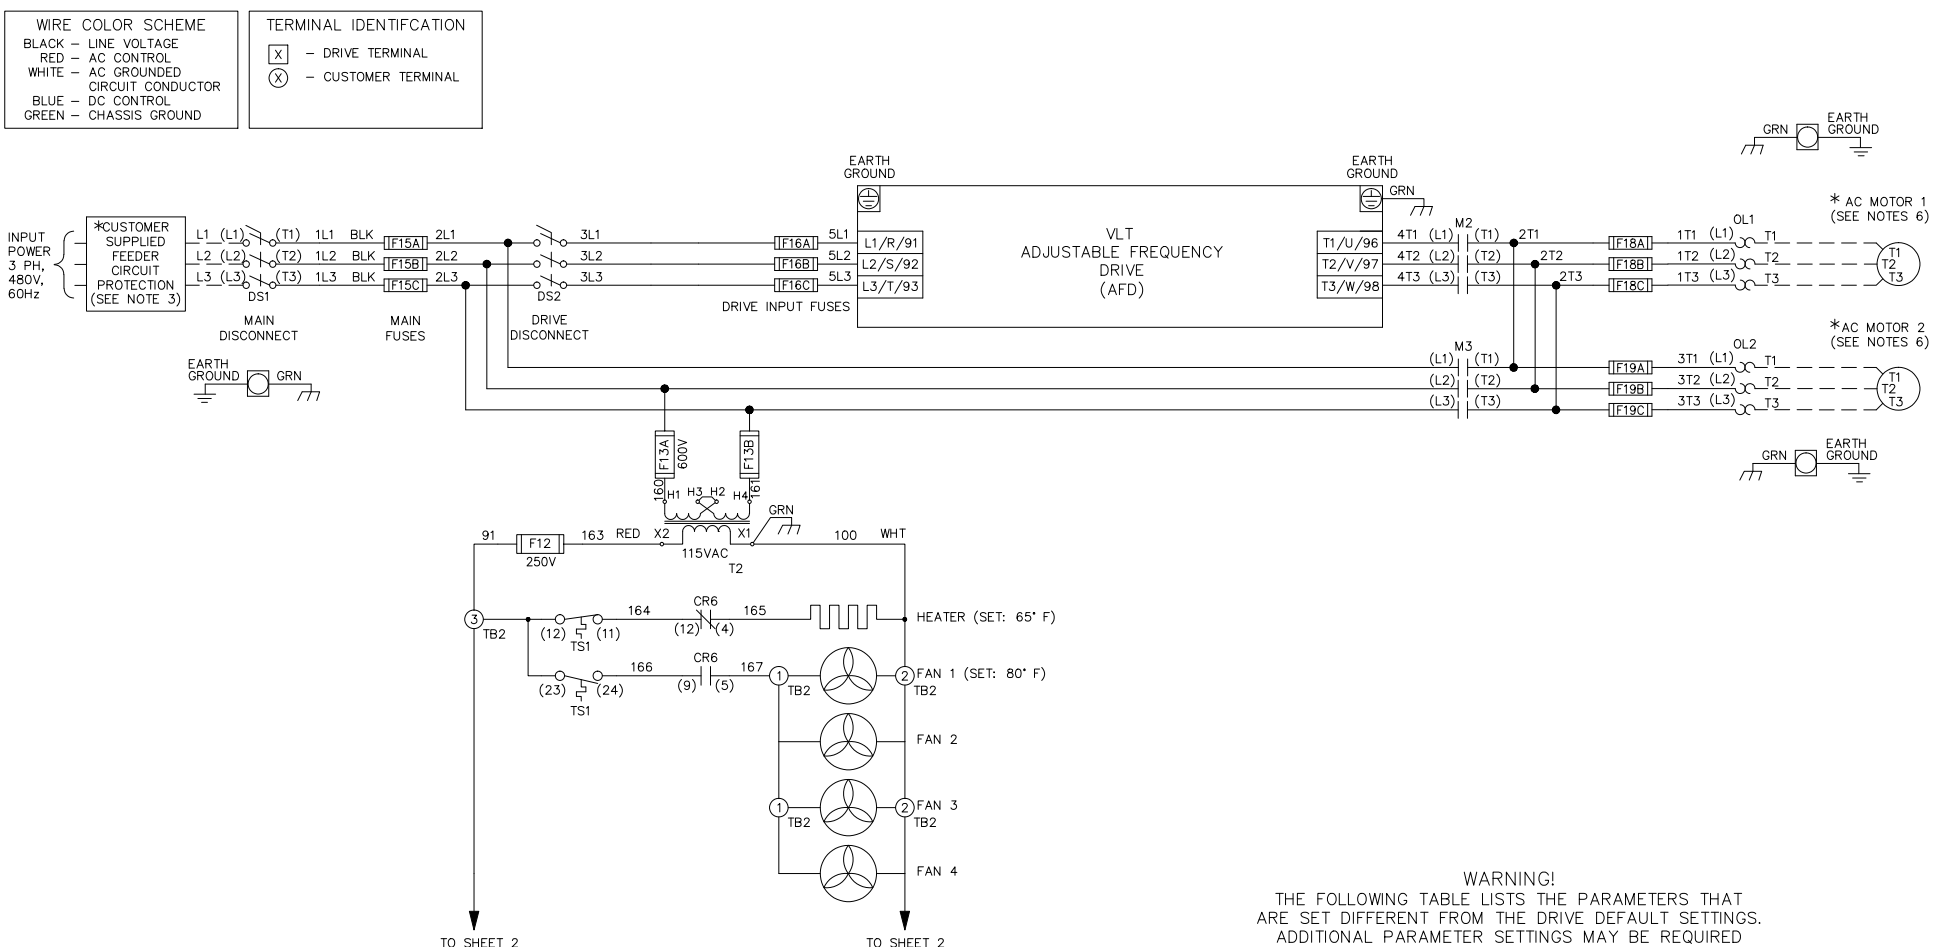 WIRE COLOR SCHEME
BLACK – LINE VOLTAGE
RED – AC CONTROL
WHITE – AC GROUNDED
CIRCUIT CONDUCTOR
BLUE – DC CONTROL
GREEN – CHASSIS GROUND
TERMINAL IDENTIFCATION
X – DRIVE TERMINAL
X – CUSTOMER TERMINAL
GRN
EARTH
GROUND
INPUT
POWER
3 PH,
480V,
60Hz
*CUSTOMER
SUPPLIED
FEEDER
CIRCUIT
PROTECTION
(SEE NOTE 3)
L1 (L1) (T1) 1L1 BLK F15A 2L1
L2 (L2) (T2) 1L2 BLK F15B 2L2
L3 (L3) (T3) 1L3 BLK F15C 2L3
DS1
MAIN
DISCONNECT
MAIN
FUSES
3L1
3L2
3L3
DS2
DRIVE
DISCONNECT
F16A 5L1
F16B 5L2
F16C 5L3
DRIVE INPUT FUSES
EARTH
GROUND
L1/R/91
L2/S/92
L3/T/93
VLT
ADJUSTABLE FREQUENCY
DRIVE
(AFD)
EARTH
GROUND
GRN
T1/U/96
T2/V/97
T3/W/98
M2
4T1 (L1) (T1) 2T1
4T2 (L2) (T2) 2T2
4T3 (L3) (T3) 2T3
OL1
F18A 1T1 (L1) T1
F18B 1T2 (L2) T2
F18C 1T3 (L3) T3
* AC MOTOR 1
(SEE NOTES 6)
T1
T2
T3
EARTH
GROUND
GRN
M3
(L1) (T1)
(L2) (T2)
(L3) (T3)
OL2
F19A 3T1 (L1) T1
F19B 3T2 (L2) T2
F19C 3T3 (L3) T3
*AC MOTOR 2
(SEE NOTES 6)
T1
T2
T3
GRN
EARTH
GROUND
F13A
600V
F13B
160
161
H1 H3 H2 H4
GRN
91 F12 163 RED X2 X1 100 WHT
250V
115VAC
T2
3
TB2
(12) (11)
TS1
164
CR6
(12) (4)
165
HEATER (SET: 65° F)
(23) (24)
TS1
166
CR6
(9) (5)
167
1
TB2
2
TB2
FAN 1 (SET: 80° F)
FAN 2
1
TB2
2
TB2
FAN 3
FAN 4
TO SHEET 2
TO SHEET 2
WARNING!
THE FOLLOWING TABLE LISTS THE PARAMETERS THAT
ARE SET DIFFERENT FROM THE DRIVE DEFAULT SETTINGS.
ADDITIONAL PARAMETER SETTINGS MAY BE REQUIRED